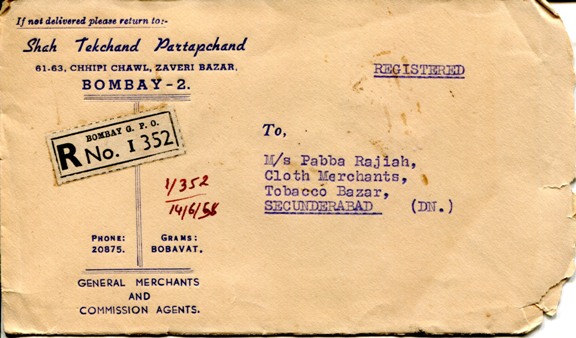 If not delivered please return to:-
Shah Tekchand Partapchand
61-63, CHHIPI CHAWL, ZAVERI BAZAR,
BOMBAY - 2.
REGISTERED
BOMBAY G. P. O.
R No. I 352
To,
M/s Pabba Rajiah,
Cloth Merchants,
Tobacco Bazar,
SECUNDERABAD (DN.)
1/352
14/6/58
PHONE: 20875.
GRAMS: BOBAVAT.
GENERAL MERCHANTS
AND
COMMISSION AGENTS.